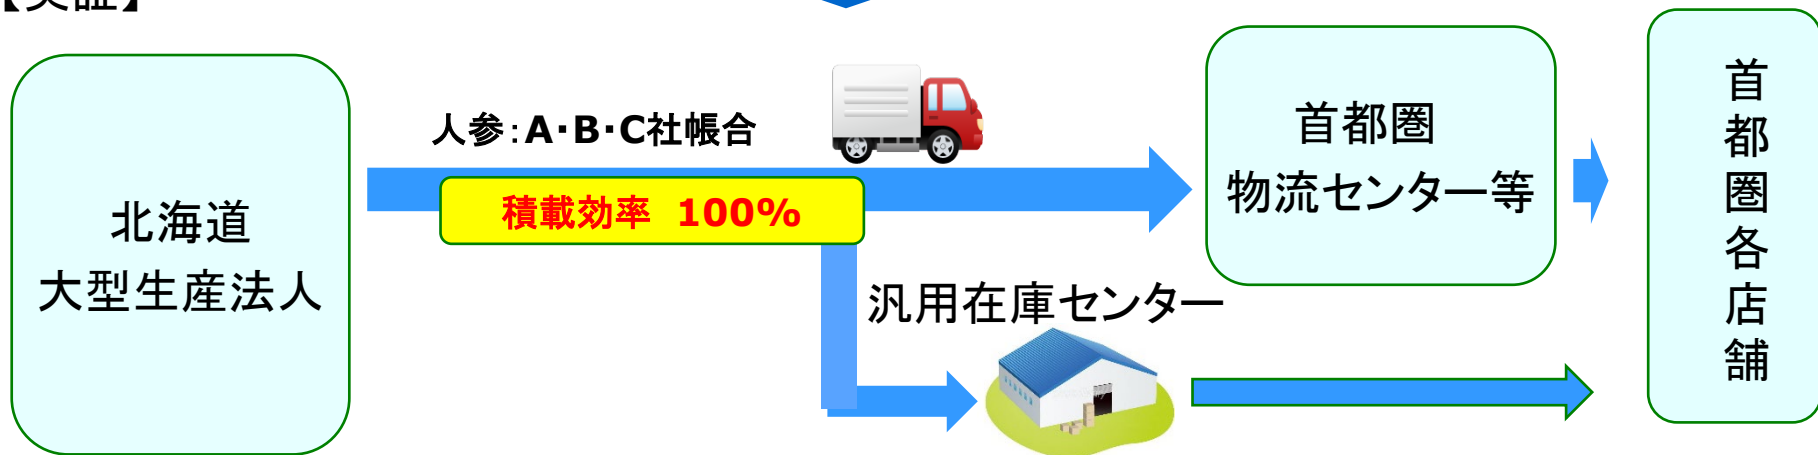 【実証】
北海道
大型生産法人
人参：A・B・C社帳合
積載効率 100%
汎用在庫センター
首都圏
物流センター等
首都圏各店舗